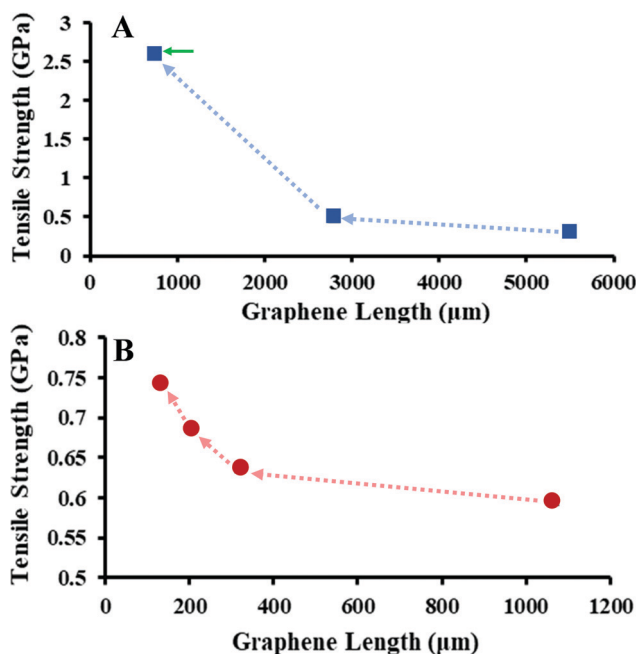 A
Tensile Strength (GPa)
3
2.5
2
1.5
1
0.5
0
0 1000 2000 3000 4000 5000 6000
Graphene Length (μm)
B
Tensile Strength (GPa)
0.8
0.75
0.7
0.65
0.6
0.55
0.5
0 200 400 600 800 1000 1200
Graphene Length (μm)